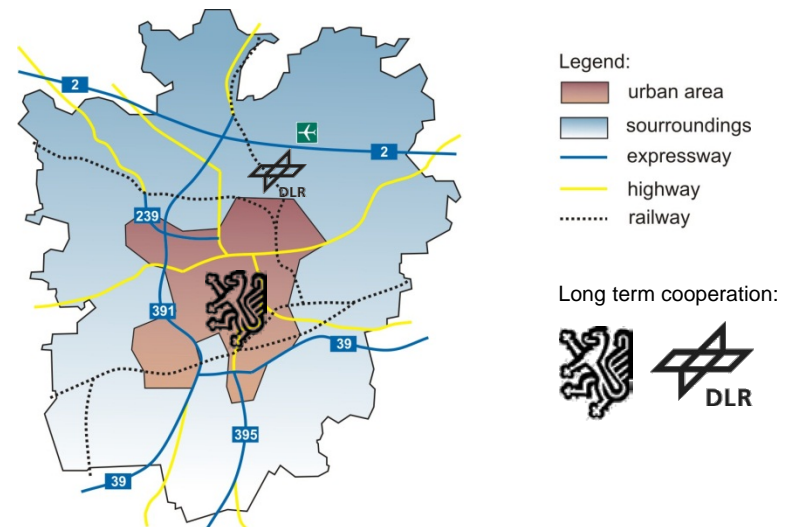 2
2
DLR
239
391
39
395
39
Legend:
urban area
sourroundings
expressway
highway
railway
Long term cooperation:
DLR